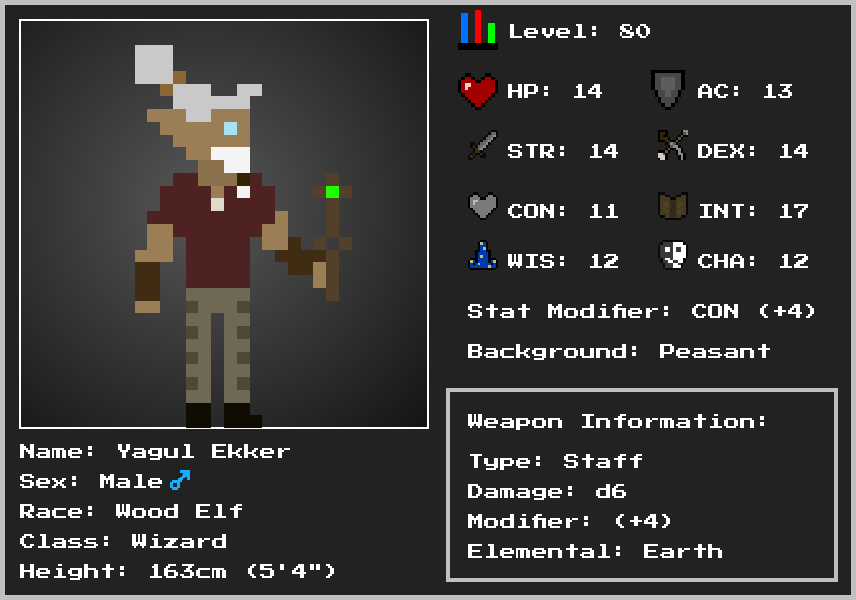 Level: 80
HP: 14 AC: 13
STR: 14 DEX: 14
CON: 11 INT: 17
WIS: 12 CHA: 12
Stat Modifier: CON (+4)
Background: Peasant
Weapon Information:
Type: Staff
Damage: d6
Modifier: (+4)
Elemental: Earth
Name: Yagul Ekker
Sex: Male ♂
Race: Wood Elf
Class: Wizard
Height: 163cm (5'4")